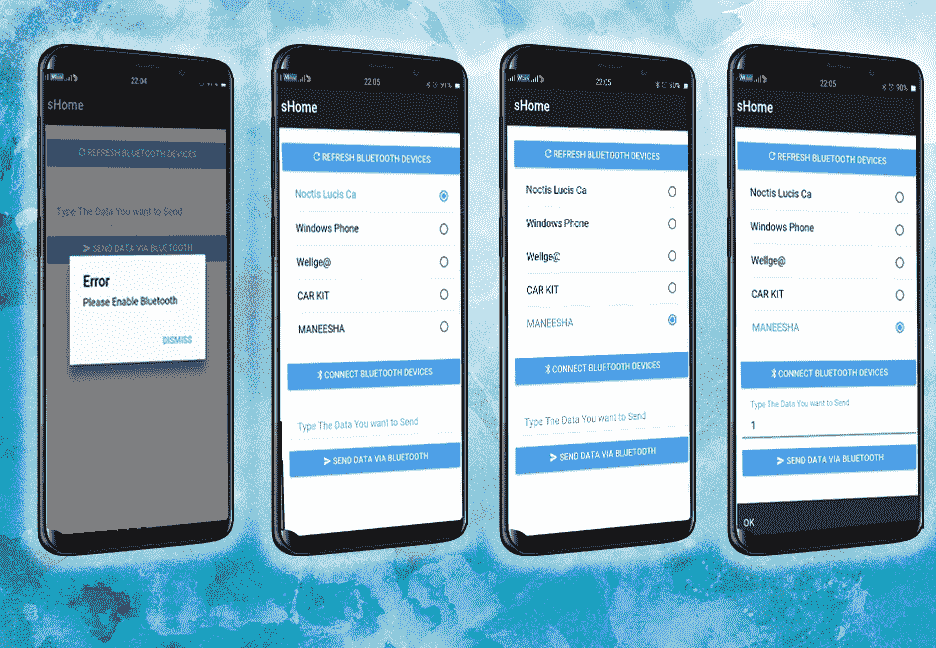 22:04
sHome
REFRESH BLUETOOTH DEVICES
Type The Data You want to Send
SEND DATA VIA BLUETOOTH
Error
Please Enable Bluetooth
DISMISS
22:05
91%
sHome
REFRESH BLUETOOTH DEVICES
Noctis Lucis Ca
Windows Phone
Wellge@
CAR KIT
MANEESHA
CONNECT BLUETOOTH DEVICES
Type The Data You want to Send
SEND DATA VIA BLUETOOTH
22:05
90%
sHome
REFRESH BLUETOOTH DEVICES
Noctis Lucis Ca
Windows Phone
Wellge@
CAR KIT
MANEESHA
CONNECT BLUETOOTH DEVICES
Type The Data You want to Send
SEND DATA VIA BLUETOOTH
22:05
90%
sHome
REFRESH BLUETOOTH DEVICES
Noctis Lucis Ca
Windows Phone
Wellge@
CAR KIT
MANEESHA
CONNECT BLUETOOTH DEVICES
Type The Data You want to Send
1
SEND DATA VIA BLUETOOTH
OK